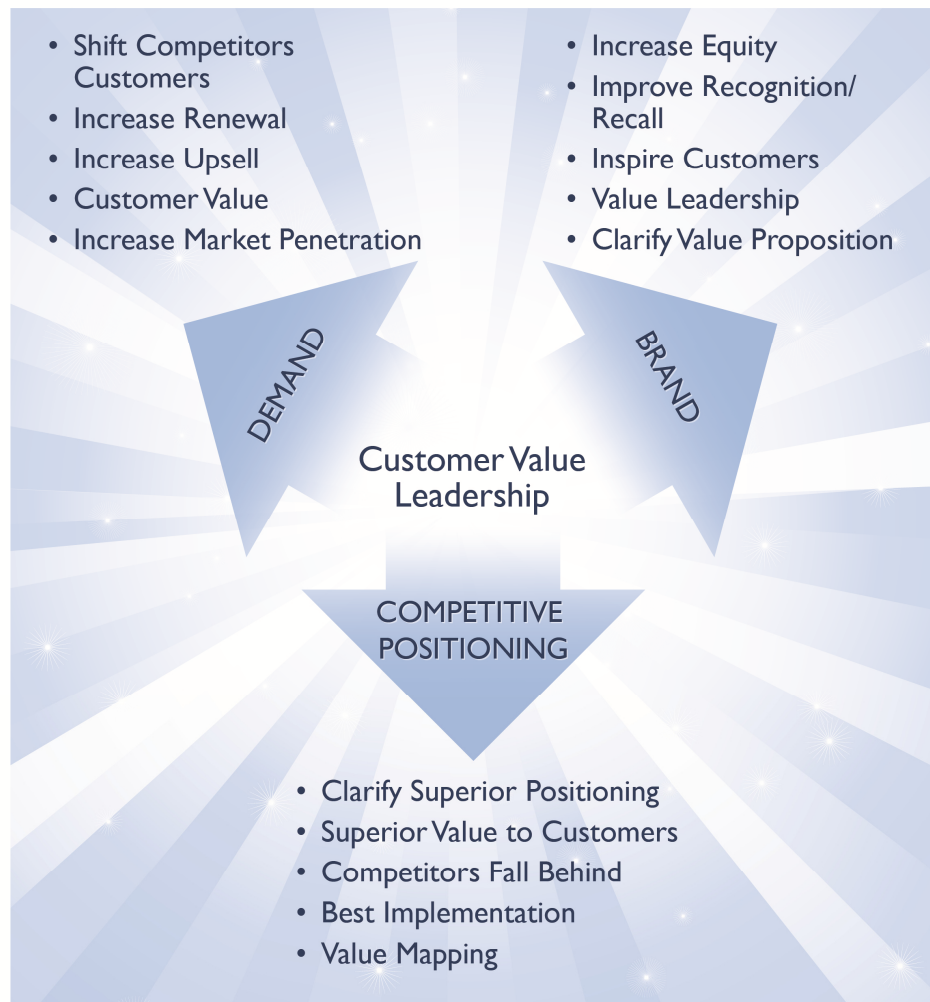 • Shift Competitors
Customers
• Increase Renewal
• Increase Upsell
• Customer Value
• Increase Market Penetration
• Increase Equity
• Improve Recognition/
Recall
• Inspire Customers
• Value Leadership
• Clarify Value Proposition
DEMAND
BRAND
Customer Value
Leadership
COMPETITIVE
POSITIONING
• Clarify Superior Positioning
• Superior Value to Customers
• Competitors Fall Behind
• Best Implementation
• Value Mapping